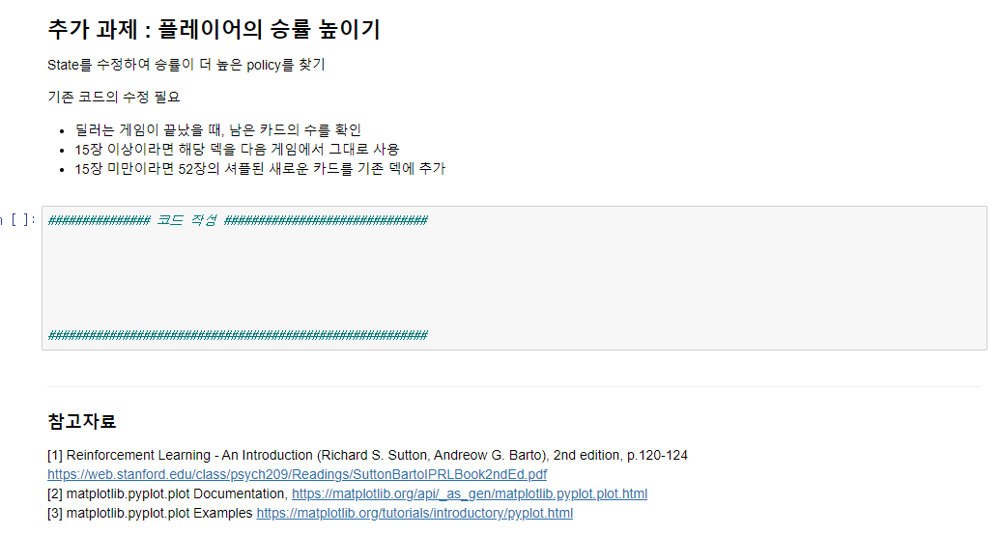 추가 과제 : 플레이어의 승률 높이기
State를 수정하여 승률이 더 높은 policy를 찾기
기존 코드의 수정 필요
딜러는 게임이 끝났을 때, 남은 카드의 수를 확인
15장 이상이라면 해당 덱을 다음 게임에서 그대로 사용
15장 미만이라면 52장의 셔플된 새로운 카드를 기존 덱에 추가
n [ ]:
############### 코드 작성 ##############################
########################################################
참고자료
[1] Reinforcement Learning - An Introduction (Richard S. Sutton, Andreow G. Barto), 2nd edition, p.120-124
https://web.stanford.edu/class/psych209/Readings/SuttonBartoIPRLBook2ndEd.pdf
[2] matplotlib.pyplot.plot Documentation, https://matplotlib.org/api/_as_gen/matplotlib.pyplot.plot.html
[3] matplotlib.pyplot.plot Examples https://matplotlib.org/tutorials/introductory/pyplot.html